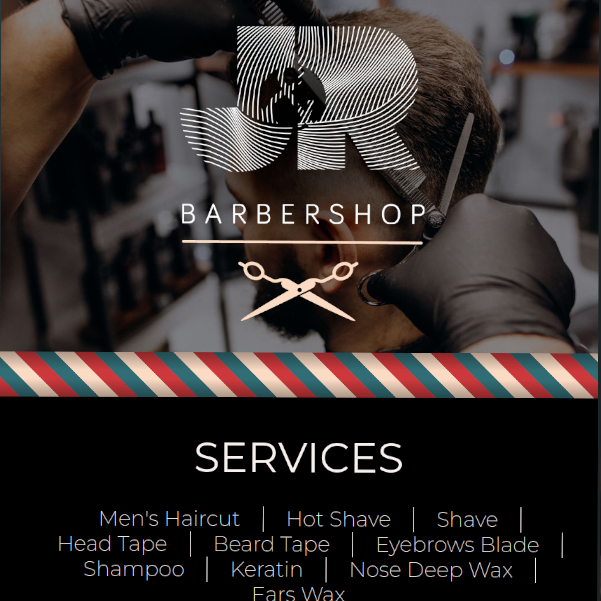 JR
BARBERSHOP
SERVICES
Men's Haircut | Hot Shave | Shave |
Head Tape | Beard Tape | Eyebrows Blade |
Shampoo | Keratin | Nose Deep Wax |
Ears Wax